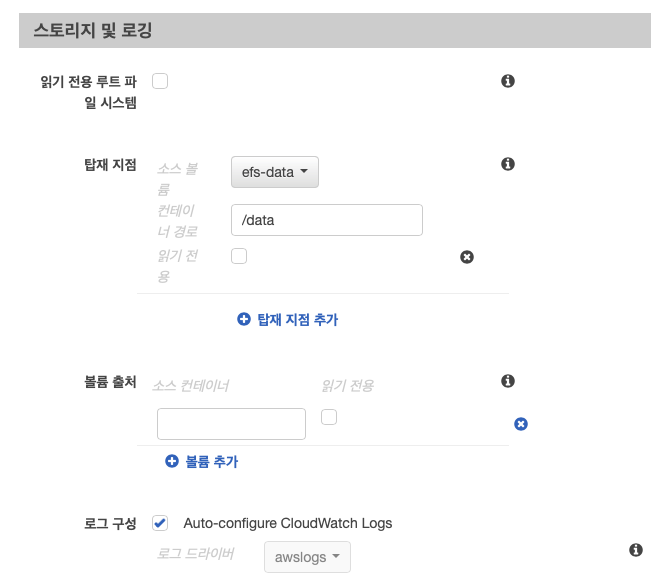 스토리지 및 로깅
읽기 전용 루트 파
일 시스템
탑재 지점
소스 볼
륨
efs-data
컨테이
너 경로
/data
읽기 전
용
탑재 지점 추가
볼륨 출처
소스 컨테이너
읽기 전용
볼륨 추가
로그 구성
Auto-configure CloudWatch Logs
로그 드라이버
awslogs